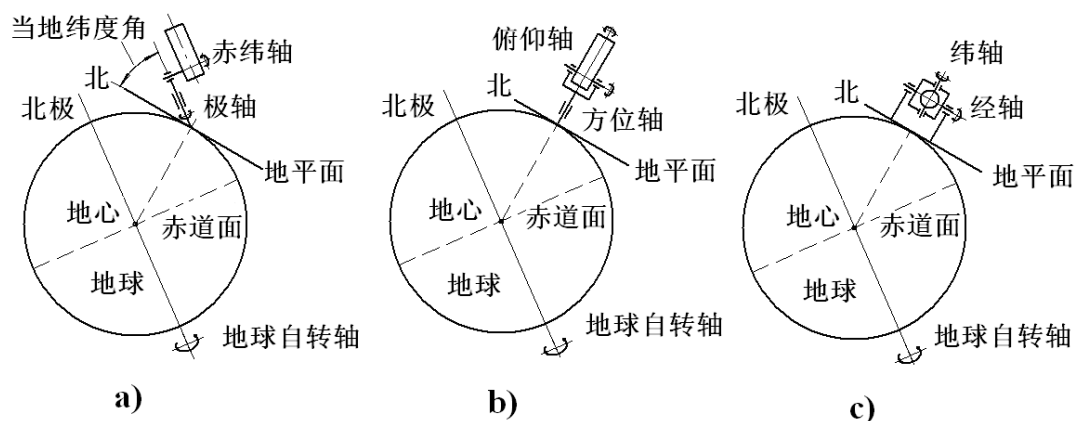 当地纬度角
赤纬轴
北
北极
极轴
地平面
地心
赤道面
地球
地球自转轴
a)
俯仰轴
北
北极
方位轴
地平面
地心
赤道面
地球
地球自转轴
b)
纬轴
北
北极
经轴
地平面
地心
赤道面
地球
地球自转轴
c)